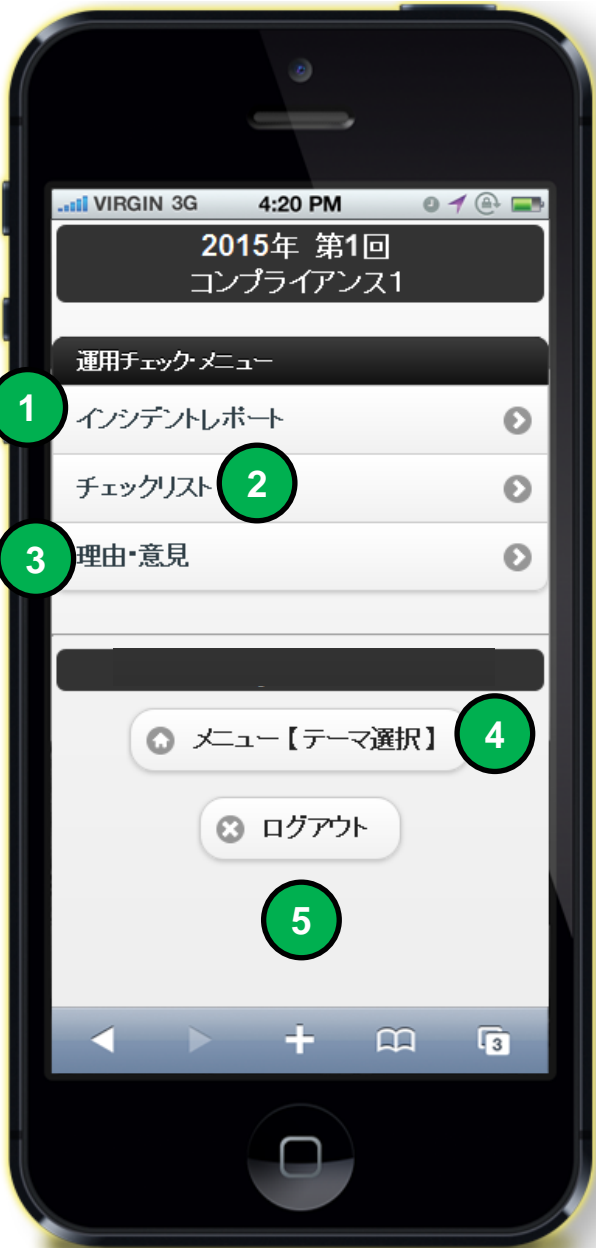 VIRGIN 3G 4:20 PM
2015年 第1回
コンプライアンス1
運用チェック・メニュー
1
インシデントレポート
チェックリスト 2
3 理由・意見
メニュー【テーマ選択】 4
ログアウト
5
3